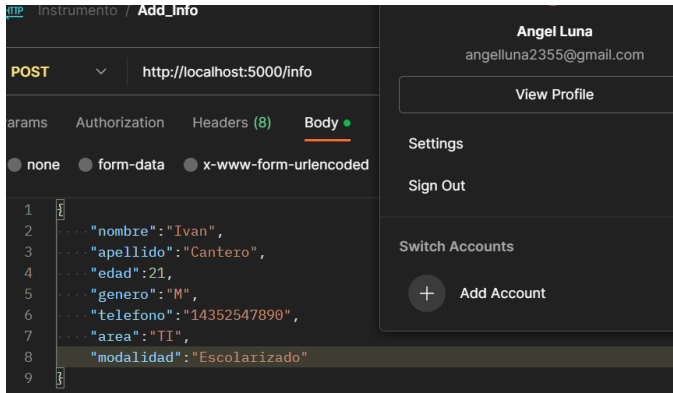 HTTP Instrumento / Add_Info
POST http://localhost:5000/info
arams Authorization Headers (8) Body
none form-data x-www-form-urlencoded
1 {
2 "nombre":"Ivan",
3 "apellido":"Cantero",
4 "edad":21,
5 "genero":"M",
6 "telefono":"14352547890",
7 "area":"TI",
8 "modalidad":"Escolarizado"
9 }
Angel Luna
angelluna2355@gmail.com
View Profile
Settings
Sign Out
Switch Accounts
+ Add Account